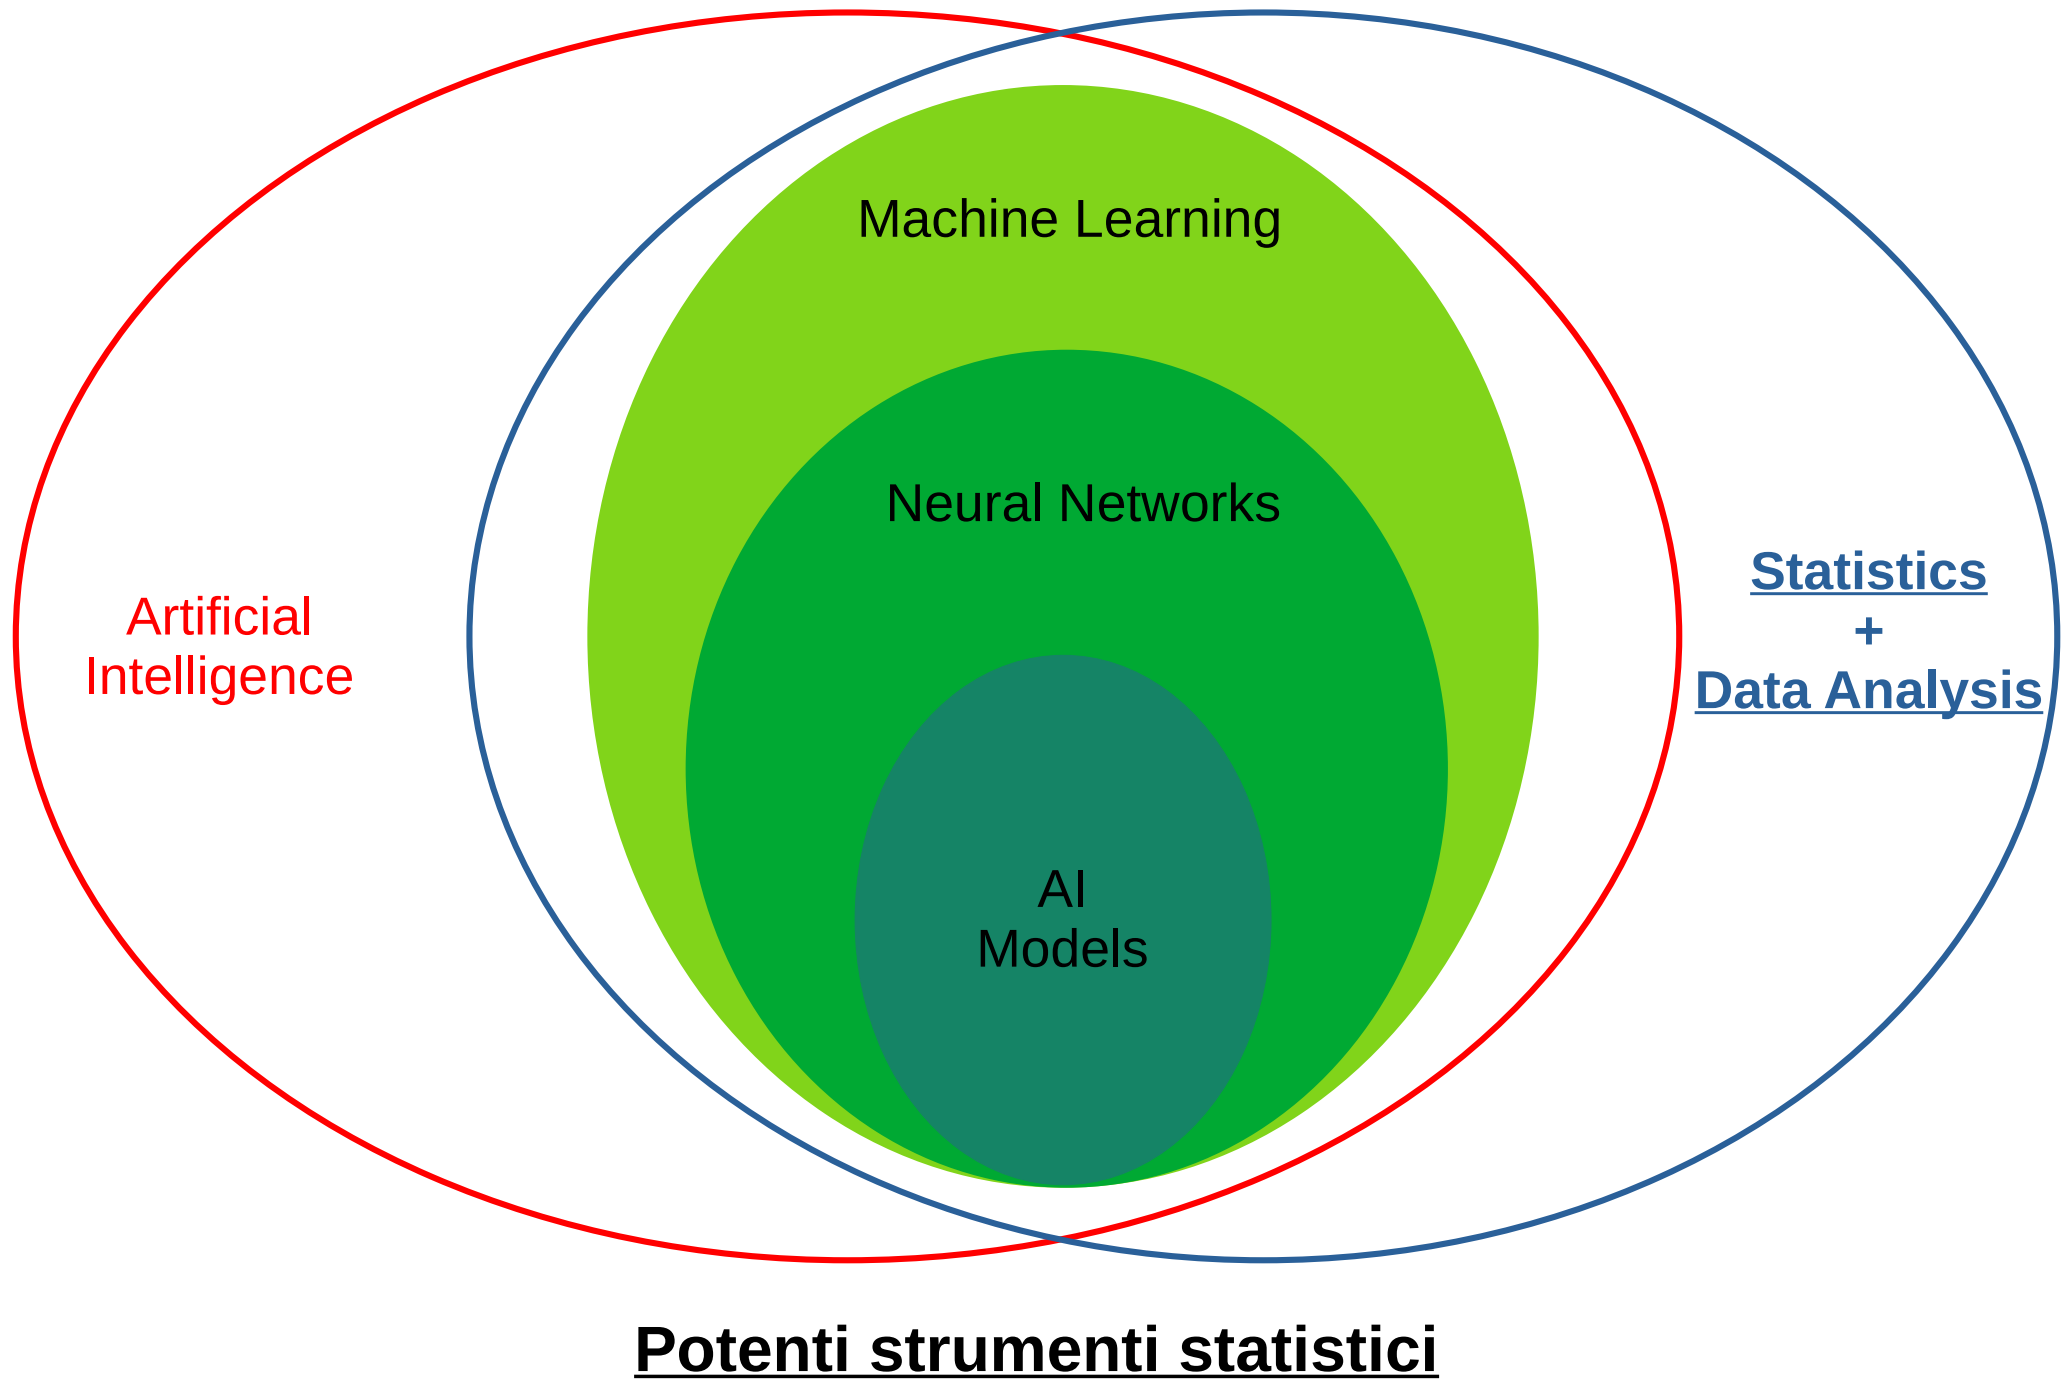 Machine Learning
Neural Networks
Artificial
Intelligence
Statistics
+
Data Analysis
AI
Models
Potenti strumenti statistici